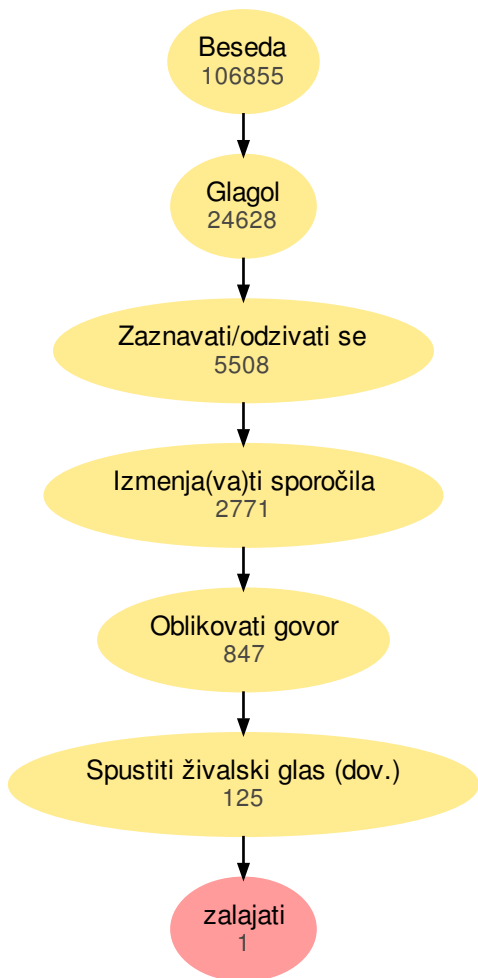 Beseda
106855
Glagol
24628
Zaznavati/odzivati se
5508
Izmenja(va)ti sporočila
2771
Oblikovati govor
847
Spustiti živalski glas (dov.)
125
zalajati
1